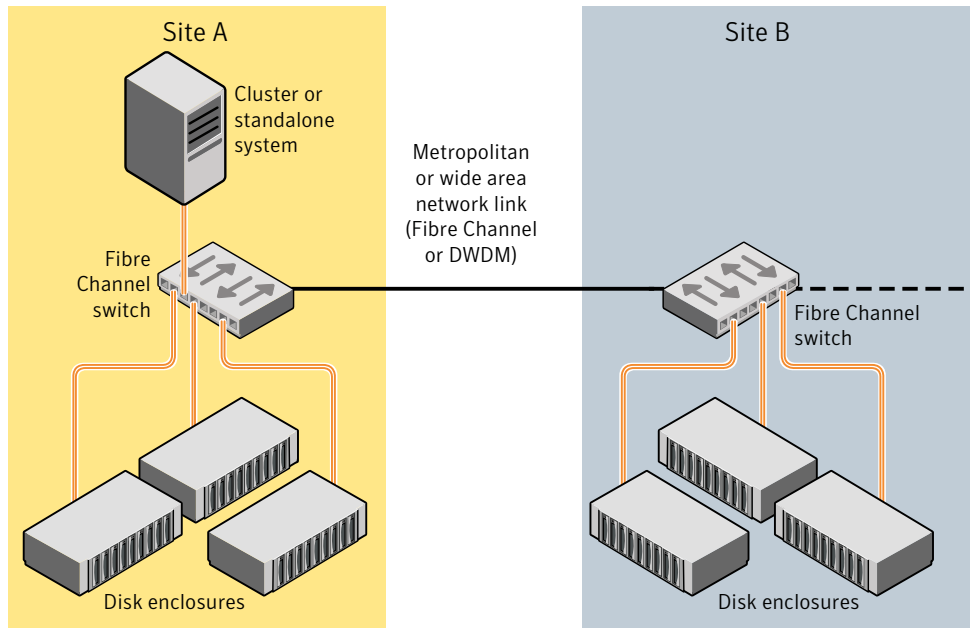 Site A
Site B
Cluster or
standalone
system
Metropolitan
or wide area
network link
(Fibre Channel
or DWDM)
Fibre
Channel
switch
Fibre Channel
switch
Disk enclosures
Disk enclosures